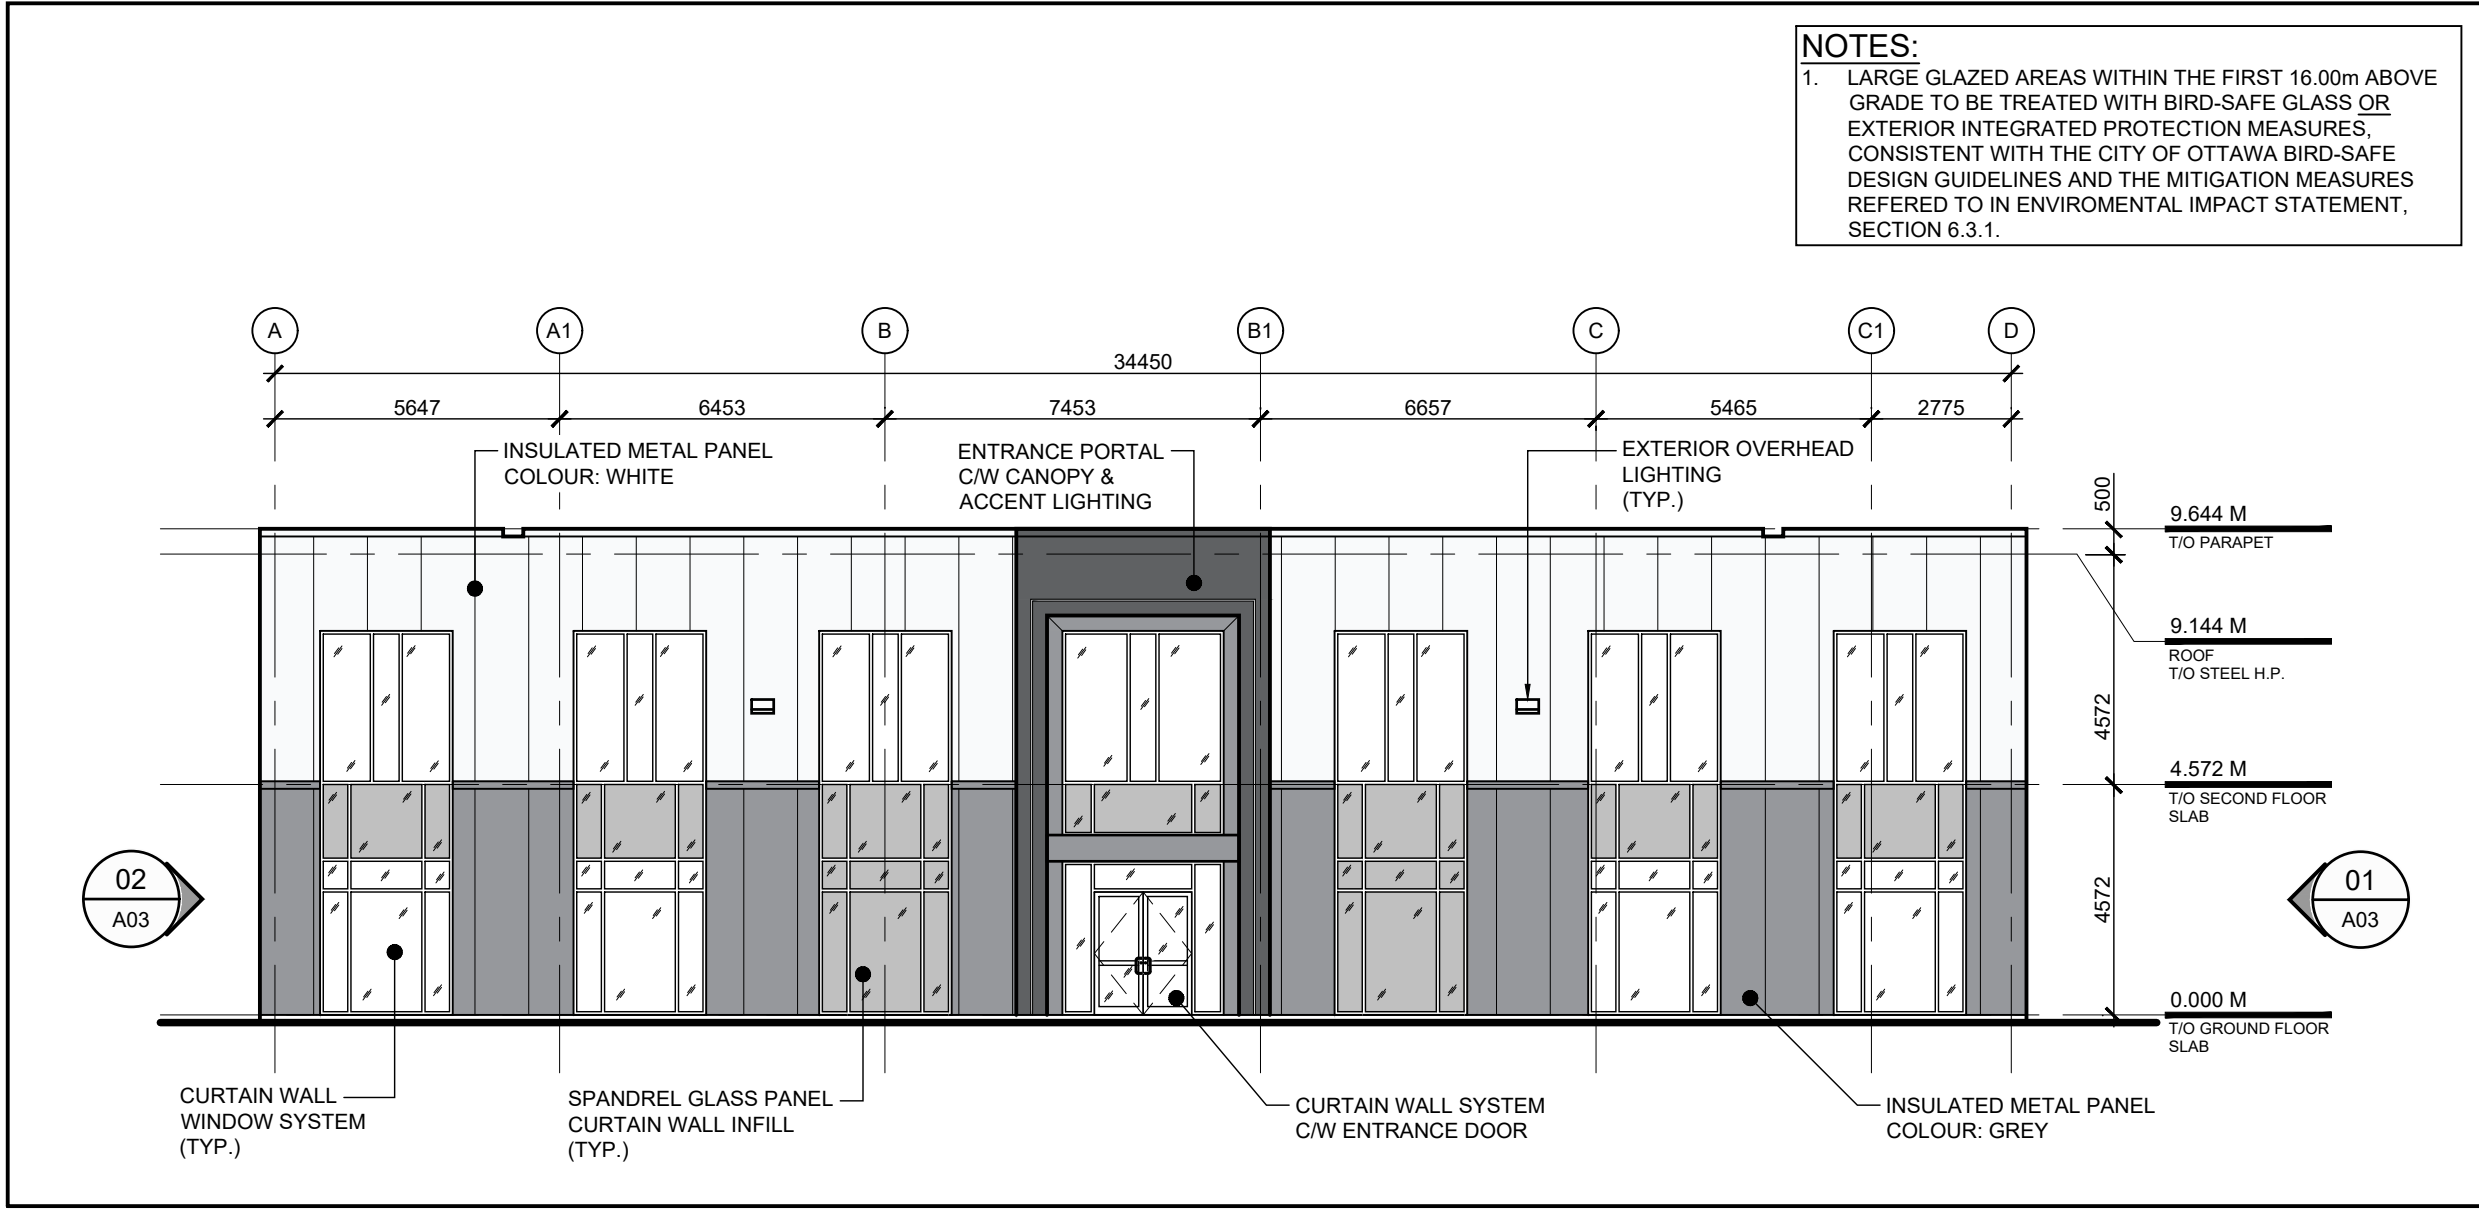 NOTES:
1. LARGE GLAZED AREAS WITHIN THE FIRST 16.00m ABOVE
GRADE TO BE TREATED WITH BIRD-SAFE GLASS OR
EXTERIOR INTEGRATED PROTECTION MEASURES,
CONSISTENT WITH THE CITY OF OTTAWA BIRD-SAFE
DESIGN GUIDELINES AND THE MITIGATION MEASURES
REFERED TO IN ENVIROMENTAL IMPACT STATEMENT,
SECTION 6.3.1.
A
A1
B
B1
C
C1
D
34450
5647
6453
7453
6657
5465
2775
INSULATED METAL PANEL
COLOUR: WHITE
ENTRANCE PORTAL
C/W CANOPY &
ACCENT LIGHTING
EXTERIOR OVERHEAD
LIGHTING
(TYP.)
500
9.644 M
T/O PARAPET
9.144 M
ROOF
T/O STEEL H.P.
4572
4.572 M
T/O SECOND FLOOR
SLAB
4572
0.000 M
T/O GROUND FLOOR
SLAB
02
A03
01
A03
CURTAIN WALL
WINDOW SYSTEM
(TYP.)
SPANDREL GLASS PANEL
CURTAIN WALL INFILL
(TYP.)
CURTAIN WALL SYSTEM
C/W ENTRANCE DOOR
INSULATED METAL PANEL
COLOUR: GREY